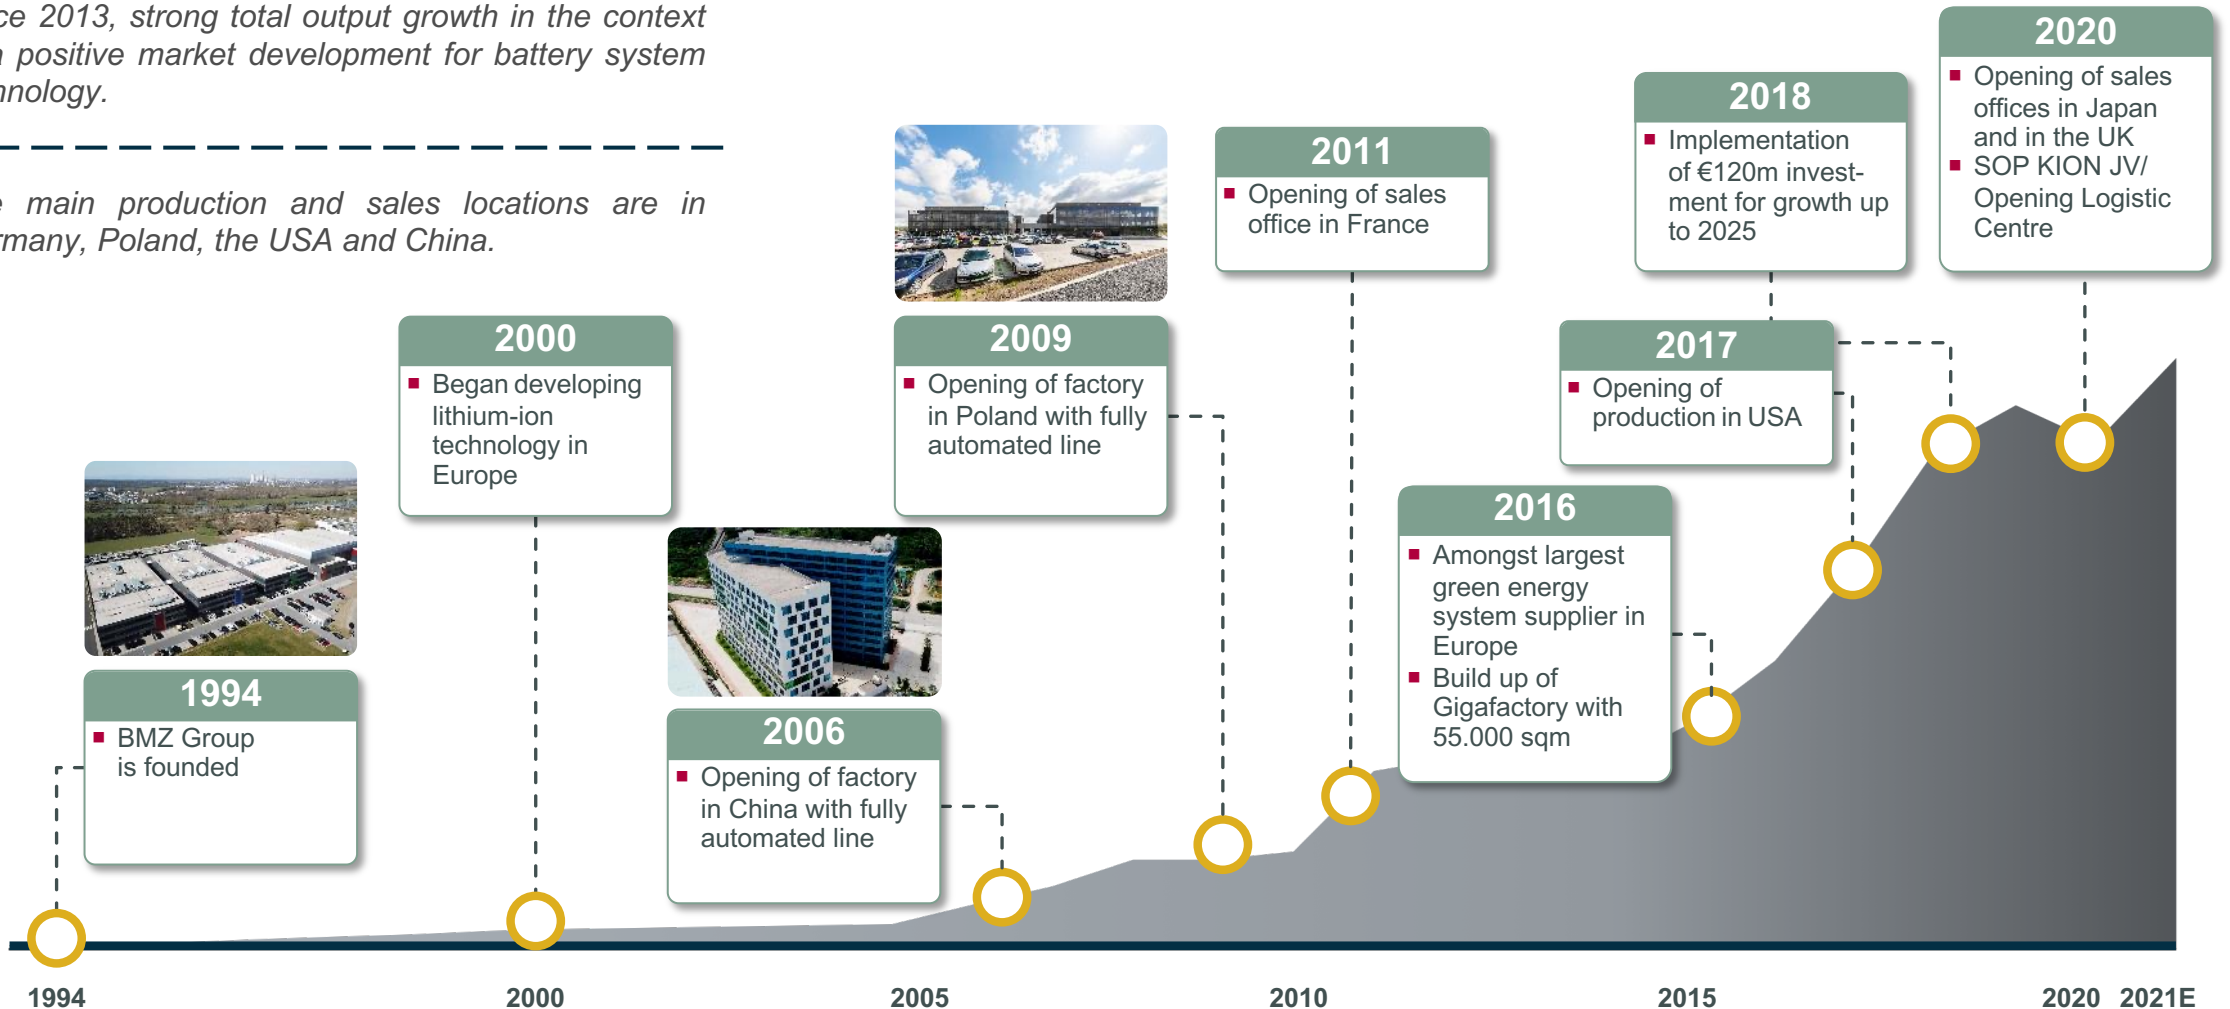 ce 2013, strong total output growth in the context
a positive market development for battery system
hnology.
main production and sales locations are in
rmany, Poland, the USA and China.
1994
BMZ Group
is founded
2000
Began developing
lithium-ion
technology in
Europe
2006
Opening of factory
in China with fully
automated line
2009
Opening of factory
in Poland with fully
automated line
2011
Opening of sales
office in France
2016
Amongst largest
green energy
system supplier in
Europe
Build up of
Gigafactory with
55.000 sqm
2017
Opening of
production in USA
2018
Implementation
of €120m invest-
ment for growth up
to 2025
2020
Opening of sales
offices in Japan
and in the UK
SOP KION JV/
Opening Logistic
Centre
1994
2000
2005
2010
2015
2020
2021E